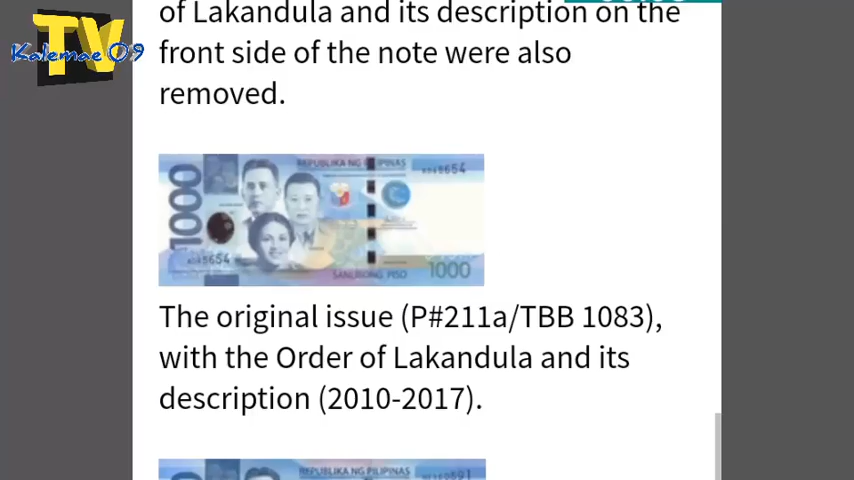 of Lakandula and its description on the
front side of the note were also
removed.
TV
Kalemae 09
REPUBLIKA NG PILIPINAS
1000
SANLIBONG PISO
1000
The original issue (P#211a/TBB 1083),
with the Order of Lakandula and its
description (2010-2017).
REPUBLIKA NG PILIPINAS